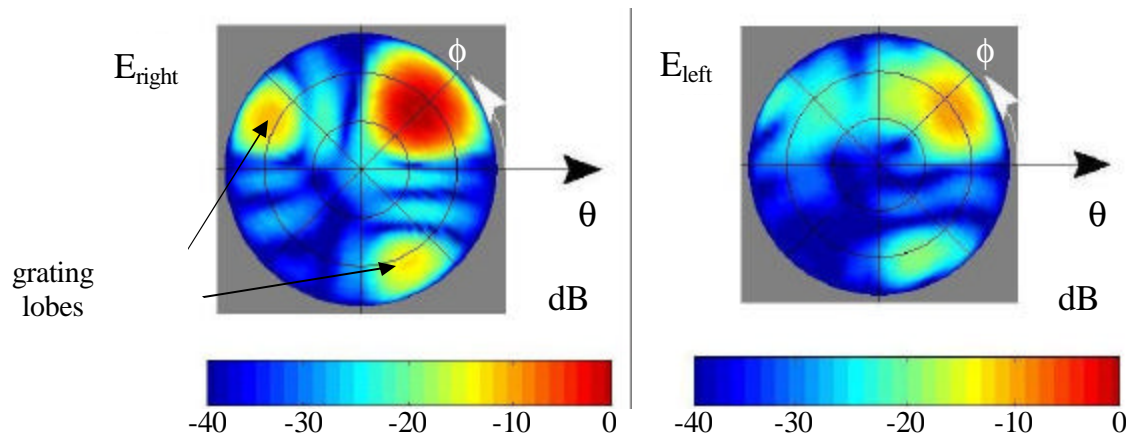 E_right
ϕ
θ
grating
lobes
dB
-40 -30 -20 -10 0
E_left
ϕ
θ
dB
-40 -30 -20 -10 0